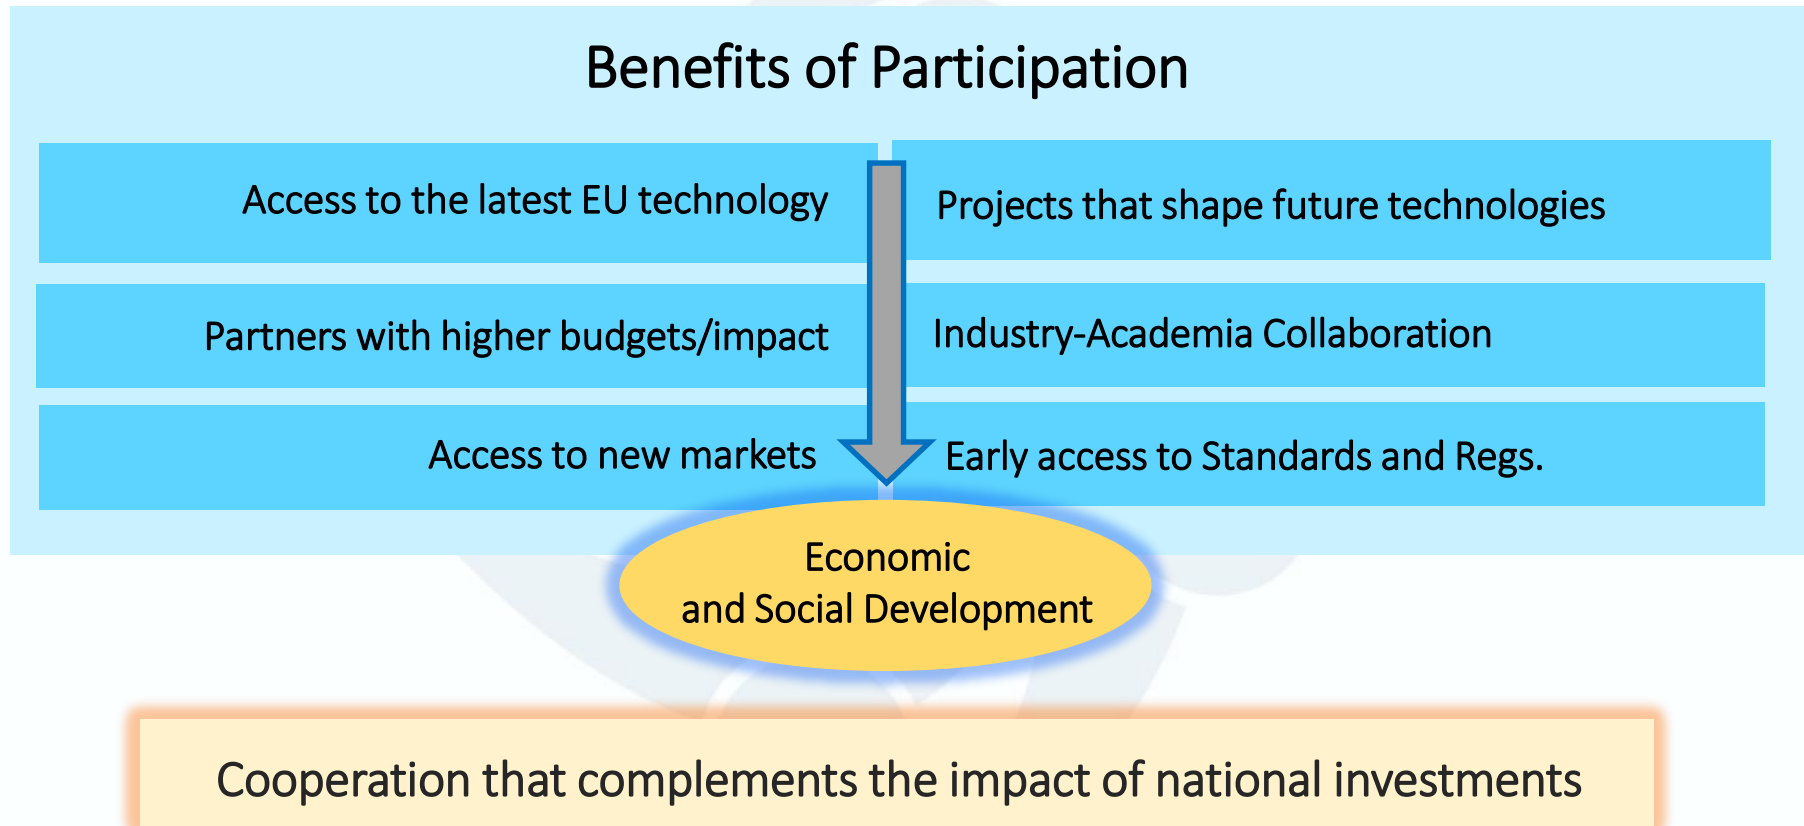 Benefits of Participation
Access to the latest EU technology
Projects that shape future technologies
Partners with higher budgets/impact
Industry-Academia Collaboration
Access to new markets
Early access to Standards and Regs.
Economic
and Social Development
Cooperation that complements the impact of national investments